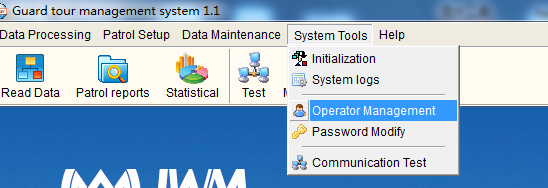 Guard tour management system 1.1
Data Processing Patrol Setup Data Maintenance System Tools Help
Initialization
System logs
Read Data Patrol reports Statistical Test
Operator Management
Password Modify
Communication Test
JWM